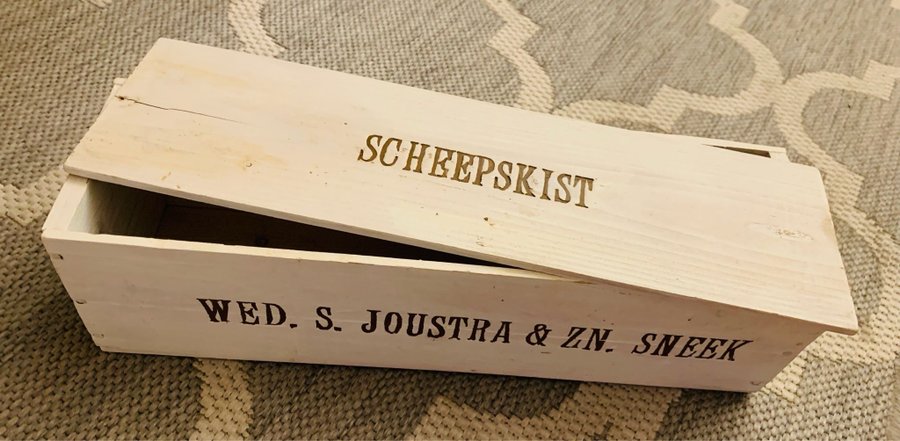 SCHEEPSKIST
WED. S. JOUSTRA & ZN. SNEEK